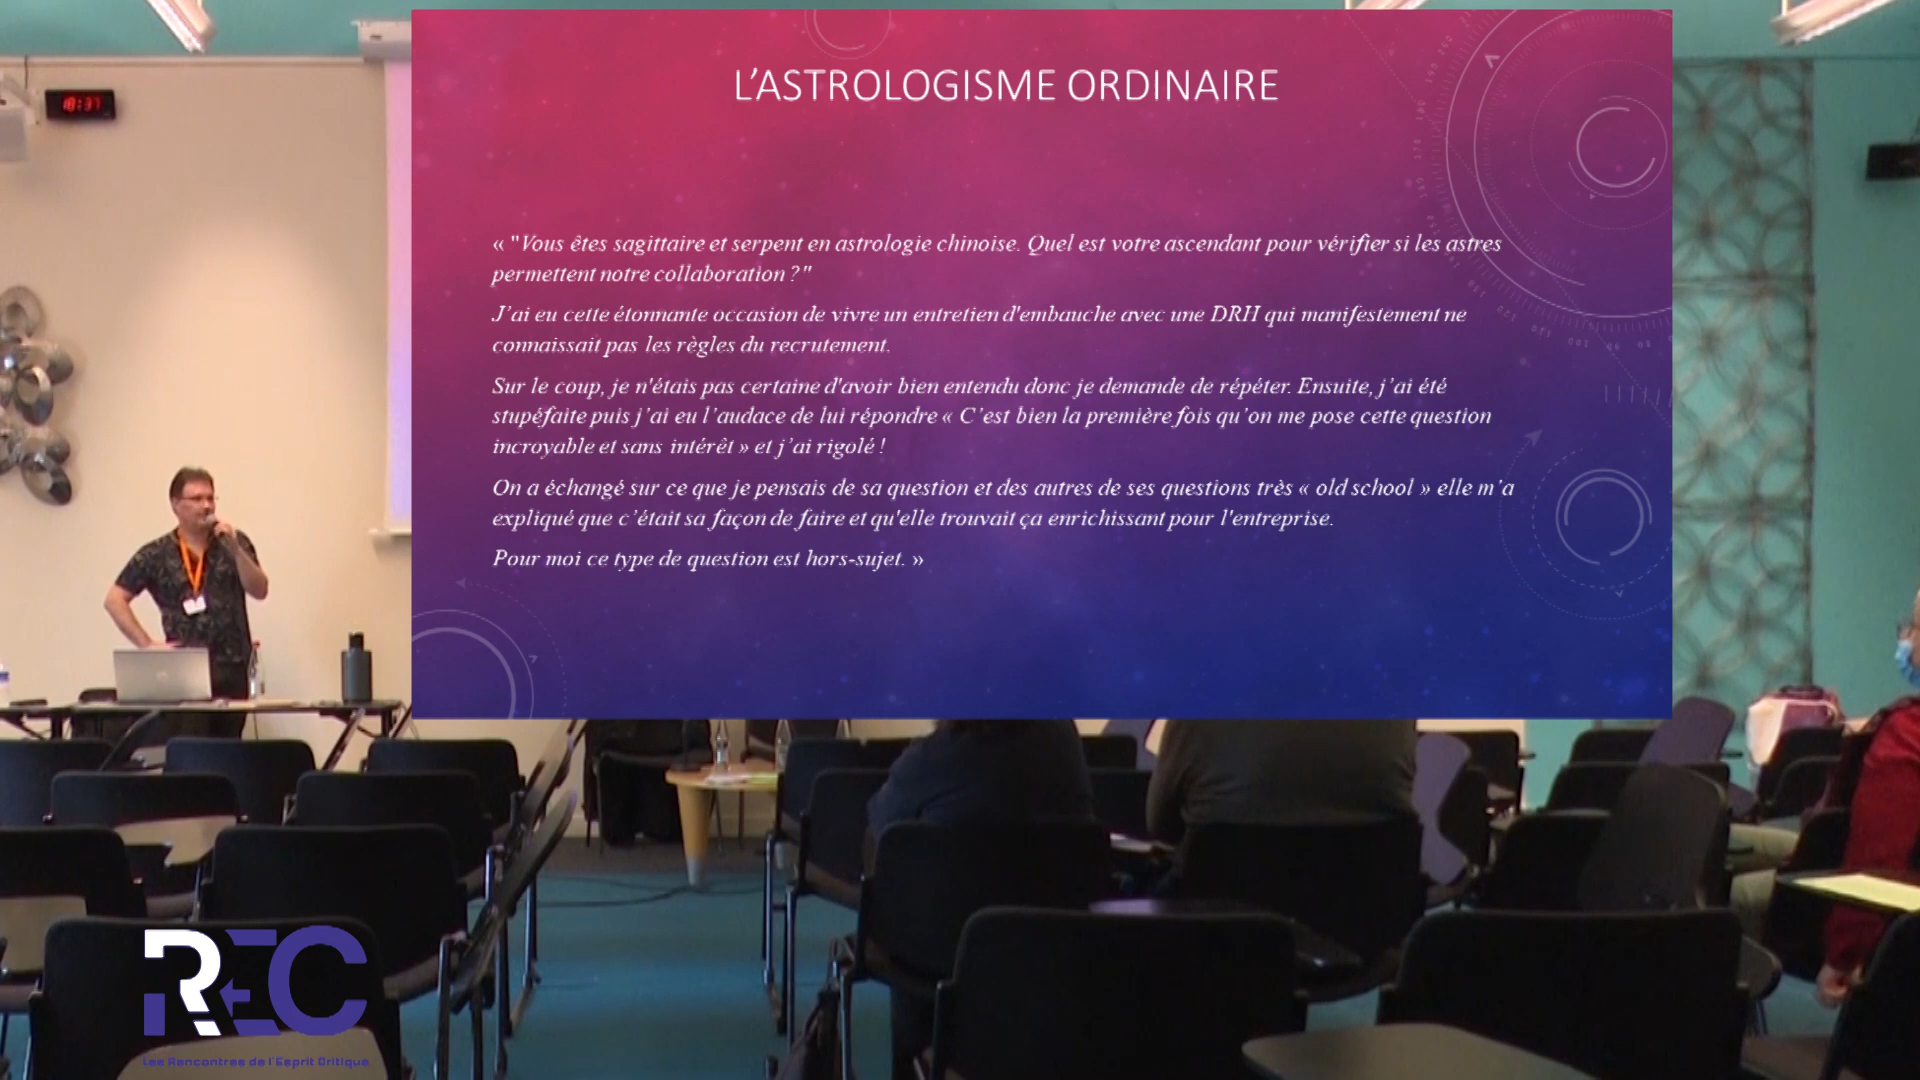 18:37
L'ASTROLOGISME ORDINAIRE
« "Vous êtes sagittaire et serpent en astrologie chinoise. Quel est votre ascendant pour vérifier si les astres
permettent notre collaboration ?"
J'ai eu cette étonnante occasion de vivre un entretien d'embauche avec une DRH qui manifestement ne
connaissait pas les règles du recrutement.
Sur le coup, je n'étais pas certaine d'avoir bien entendu donc je demande de répéter. Ensuite, j'ai été
stupéfaite puis j'ai eu l'audace de lui répondre « C'est bien la première fois qu'on me pose cette question
incroyable et sans intérêt » et j'ai rigolé !
On a échangé sur ce que je pensais de sa question et des autres de ses questions très « old school » elle m'a
expliqué que c'était sa façon de faire et qu'elle trouvait ça enrichissant pour l'entreprise.
Pour moi ce type de question est hors-sujet. »
REC
Les Rencontres de l'Esprit Critique